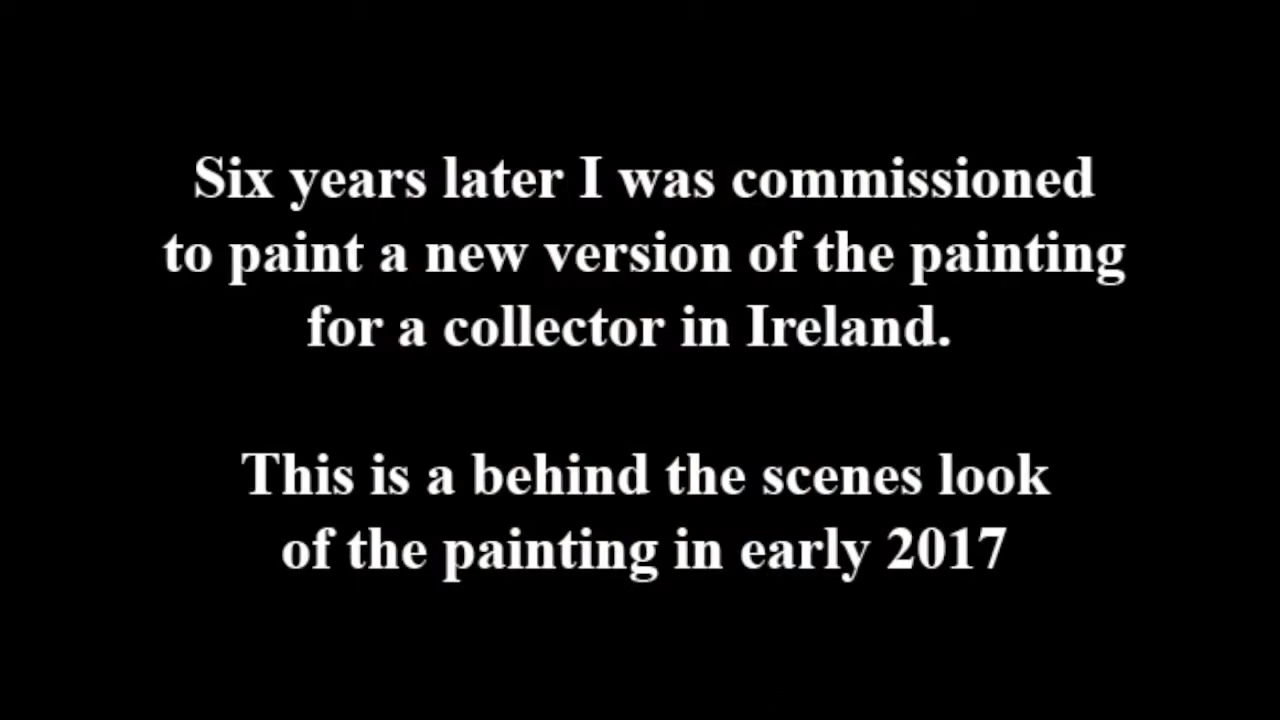 Six years later I was commissioned
to paint a new version of the painting
for a collector in Ireland.
This is a behind the scenes look
of the painting in early 2017